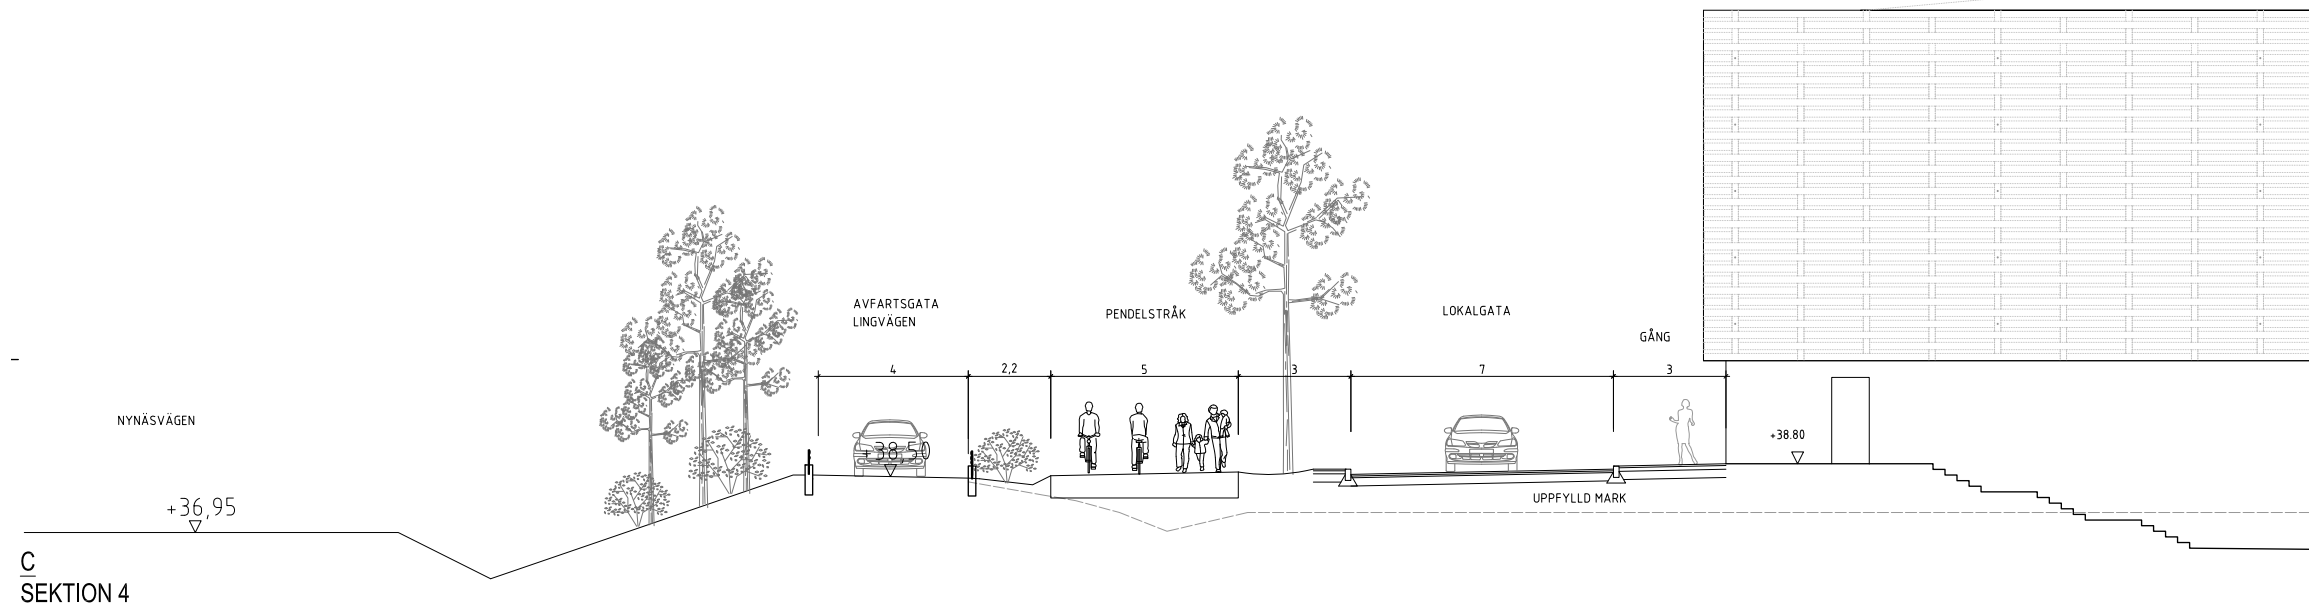 AVFARTSGATA
LINGVÄGEN
PENDELSTRÅK
LOKALGATA
GÅNG
4
2,2
5
3
7
3
NYNÄSVÄGEN
+38,50
+38.80
+36,95
UPPFYLLD MARK
C
SEKTION 4